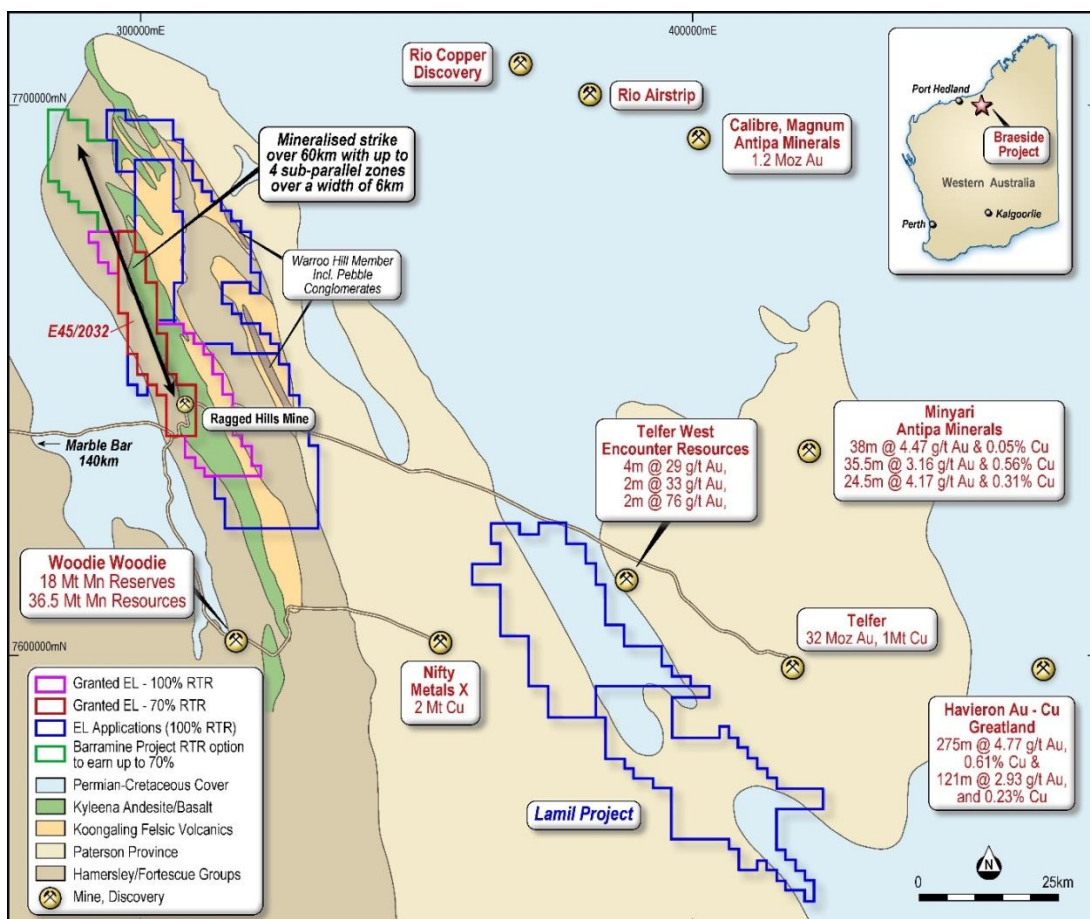 300000mE
400000mE
7700000mN
7600000mN
Rio Copper
Discovery
Rio Airstrip
Calibre, Magnum
Antipa Minerals
1.2 Moz Au
Port Hedland
Braeside
Project
Western Australia
Kalgoorlie
Perth
Mineralised strike
over 60km with up to
4 sub-parallel zones
over a width of 6km
Warroo Hill Member
Incl. Pebble
Conglomerates
E45/2032
Ragged Hills Mine
Marble Bar
140km
Telfer West
Encounter Resources
4m @ 29 g/t Au,
2m @ 33 g/t Au,
2m @ 76 g/t Au,
Minyari
Antipa Minerals
38m @ 4.47 g/t Au & 0.05% Cu
35.5m @ 3.16 g/t Au & 0.56% Cu
24.5m @ 4.17 g/t Au & 0.31% Cu
Woodie Woodie
18 Mt Mn Reserves
36.5 Mt Mn Resources
Telfer
32 Moz Au, 1Mt Cu
Nifty
Metals X
2 Mt Cu
Havieron Au - Cu
Greatland
275m @ 4.77 g/t Au,
0.61% Cu &
121m @ 2.93 g/t Au,
and 0.23% Cu
Lamil Project
Granted EL - 100% RTR
Granted EL - 70% RTR
EL Applications (100% RTR)
Barramine Project RTR option
to earn up to 70%
Permian-Cretaceous Cover
Kyleena Andesite/Basalt
Koongaling Felsic Volcanics
Paterson Province
Hamersley/Fortescue Groups
Mine, Discovery
N
0
25km